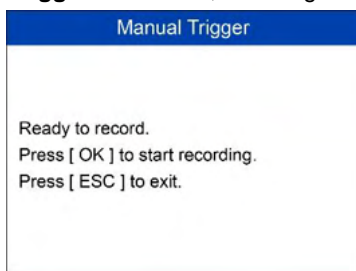 Manual Trigger
Ready to record.
Press [ OK ] to start recording.
Press [ ESC ] to exit.